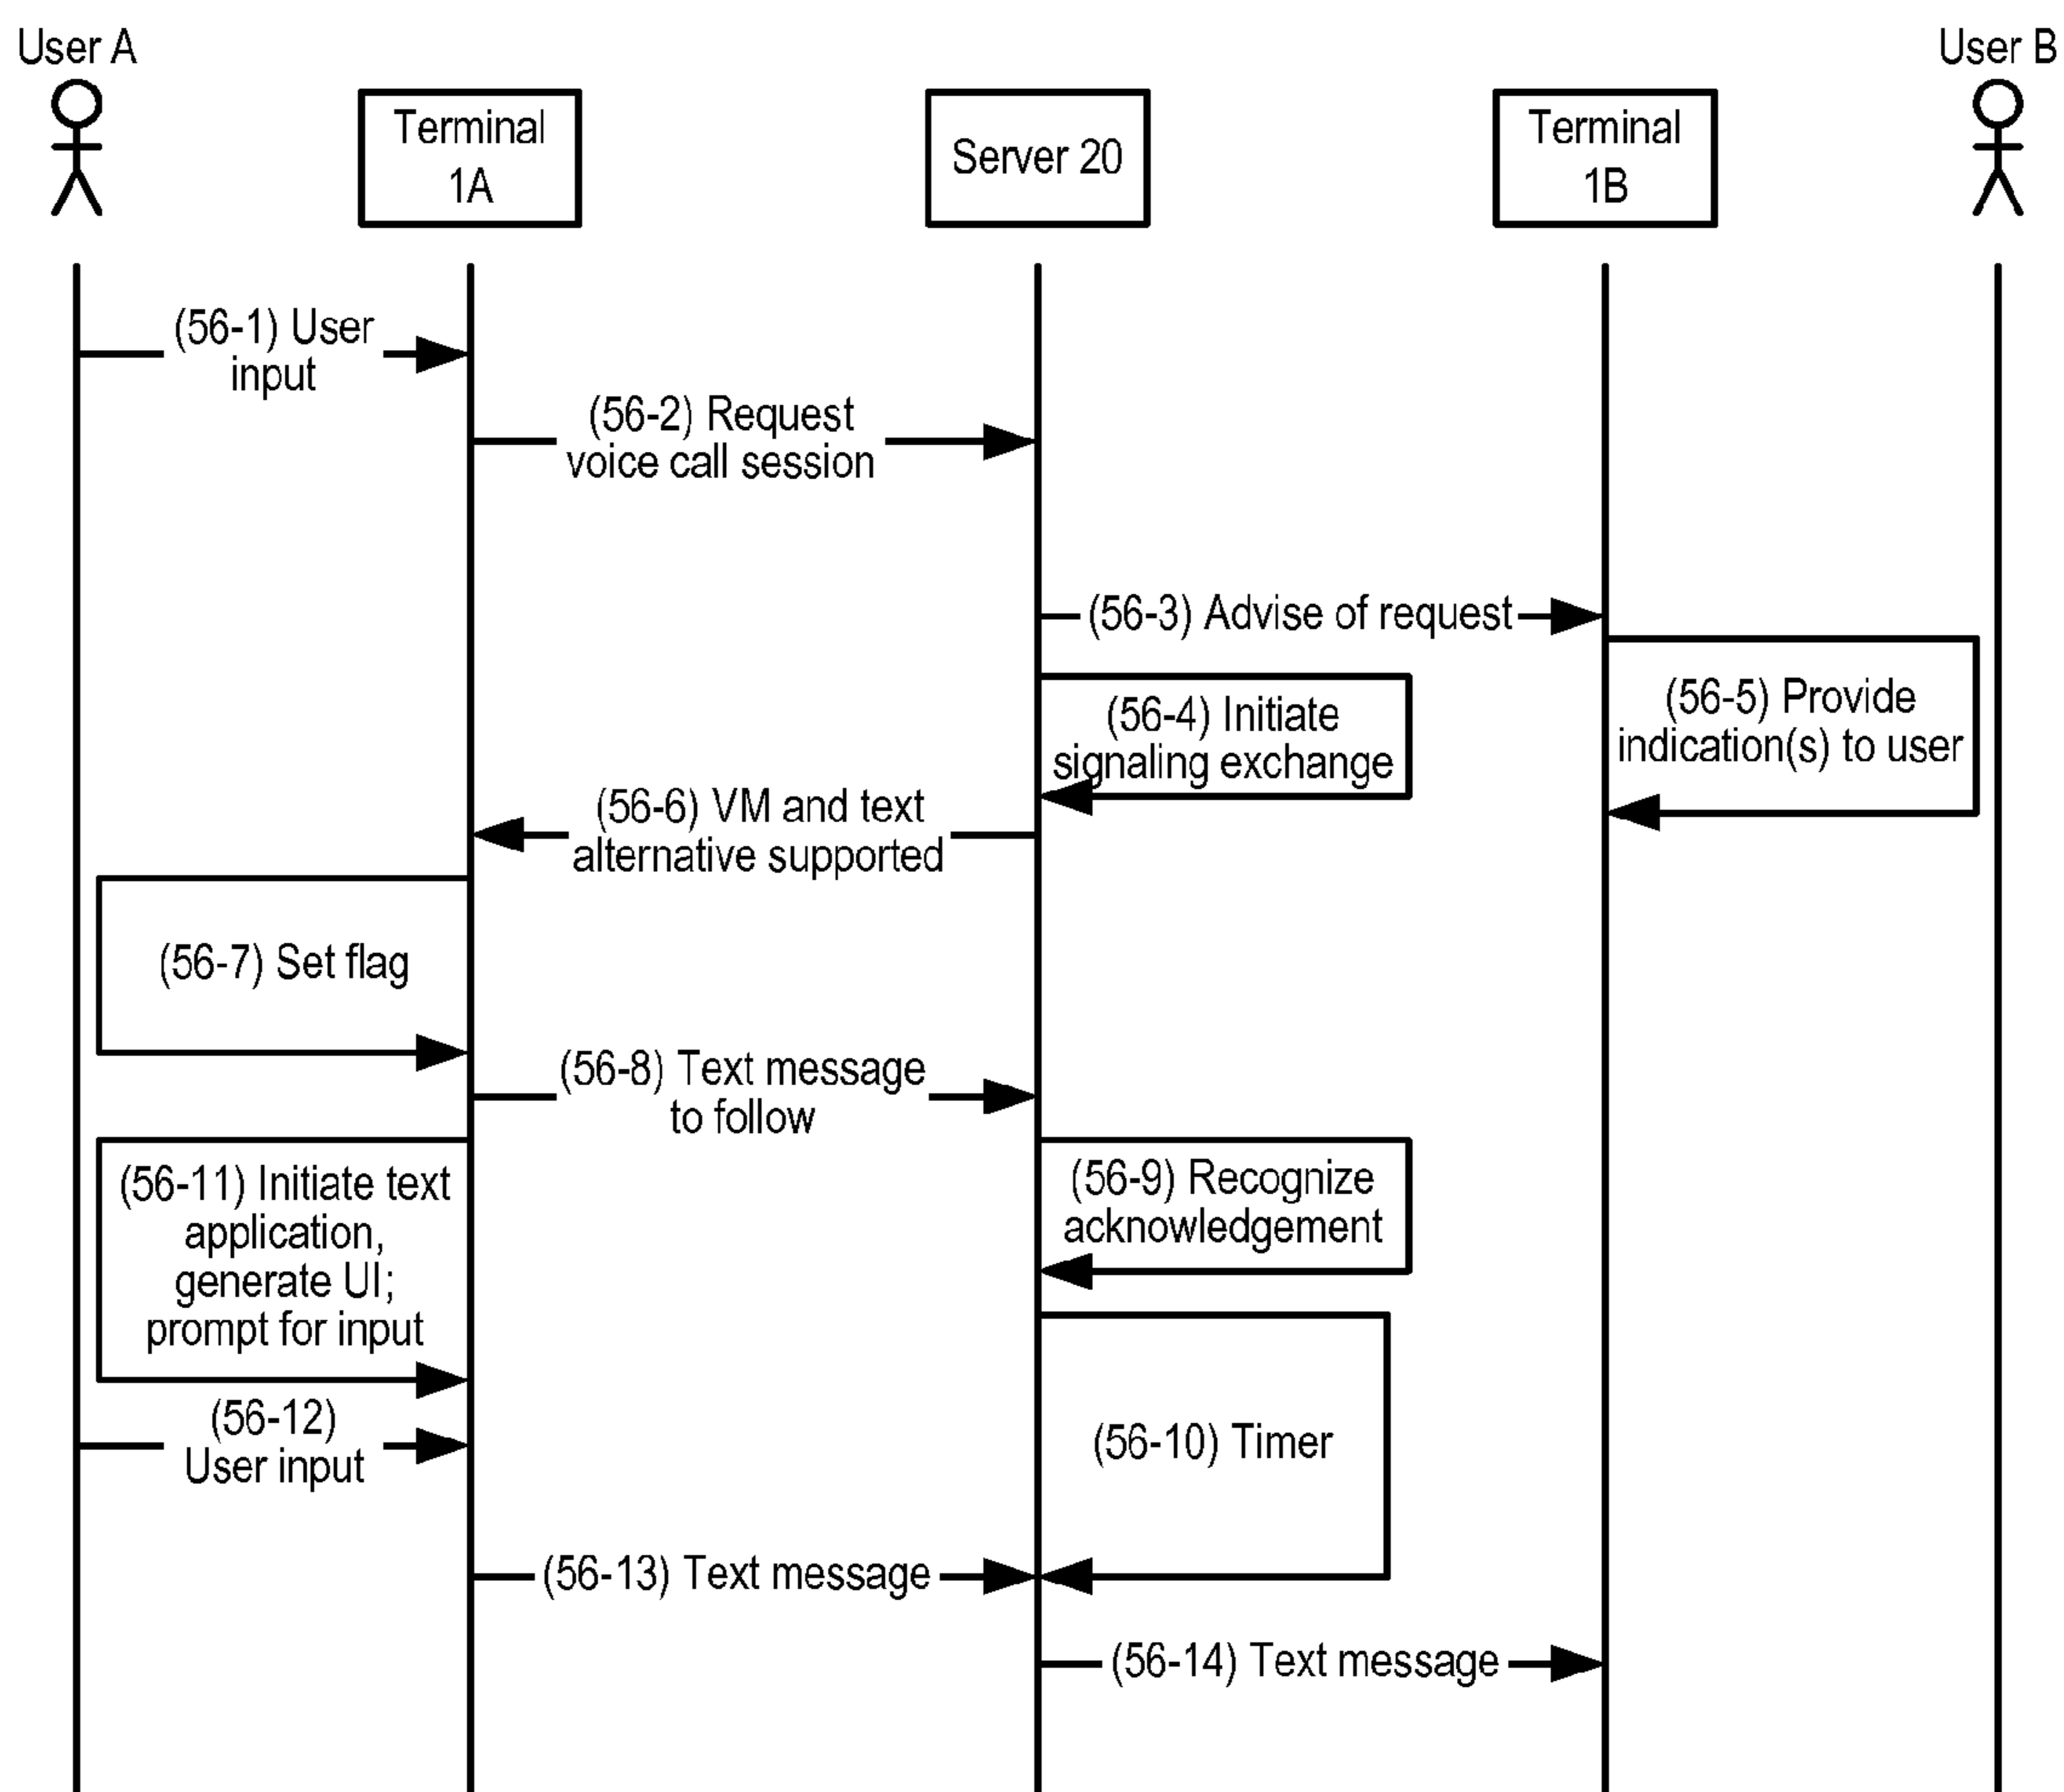 User A
User B
Terminal
1A
Server 20
Terminal
1B
(56-1) User
input
(56-2) Request
voice call session
(56-3) Advise of request
(56-4) Initiate
signaling exchange
(56-5) Provide
indication(s) to user
(56-6) VM and text
alternative supported
(56-7) Set flag
(56-8) Text message
to follow
(56-9) Recognize
acknowledgement
(56-11) Initiate text
application,
generate UI;
prompt for input
(56-12)
User input
(56-10) Timer
(56-13) Text message
(56-14) Text message